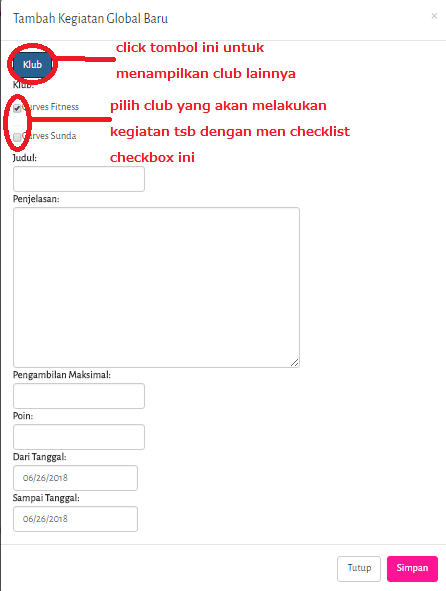 Tambah Kegiatan Global Baru
×
click tombol ini untuk
Klub
menampilkan club lainnya
Klub:
Curves Fitness
pilih club yang akan melakukan
kegiatan tsb dengan men checklist
Curves Sunda
Judul:
checkbox ini
Penjelasan:
Pengambilan Maksimal:
Poin:
Dari Tanggal:
06/26/2018
Sampai Tanggal:
06/26/2018
Tutup
Simpan